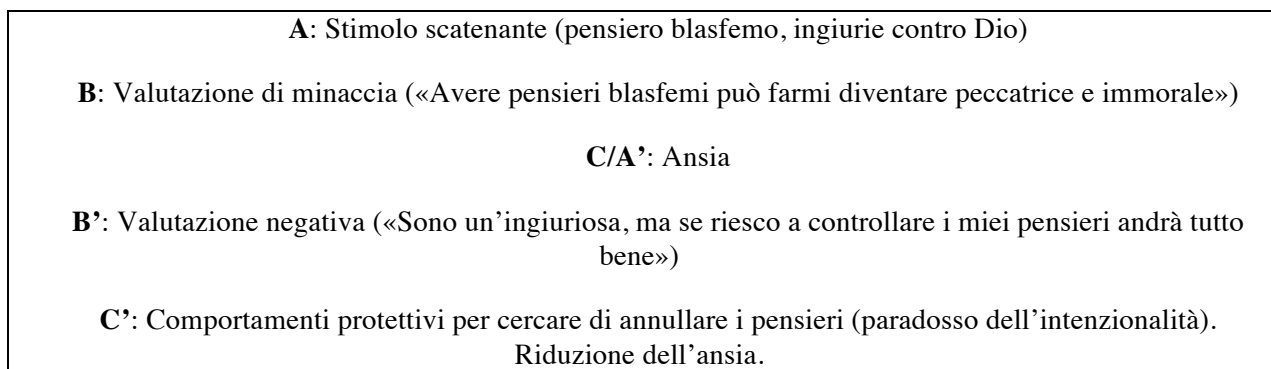 A: Stimolo scatenante (pensiero blasfemo, ingiurie contro Dio)
B: Valutazione di minaccia («Avere pensieri blasfemi può farmi diventare peccatrice e immorale»)
C/A’: Ansia
B’: Valutazione negativa («Sono un’ingiuriosa, ma se riesco a controllare i miei pensieri andrà tutto
bene»)
C’: Comportamenti protettivi per cercare di annullare i pensieri (paradosso dell’intenzionalità).
Riduzione dell’ansia.